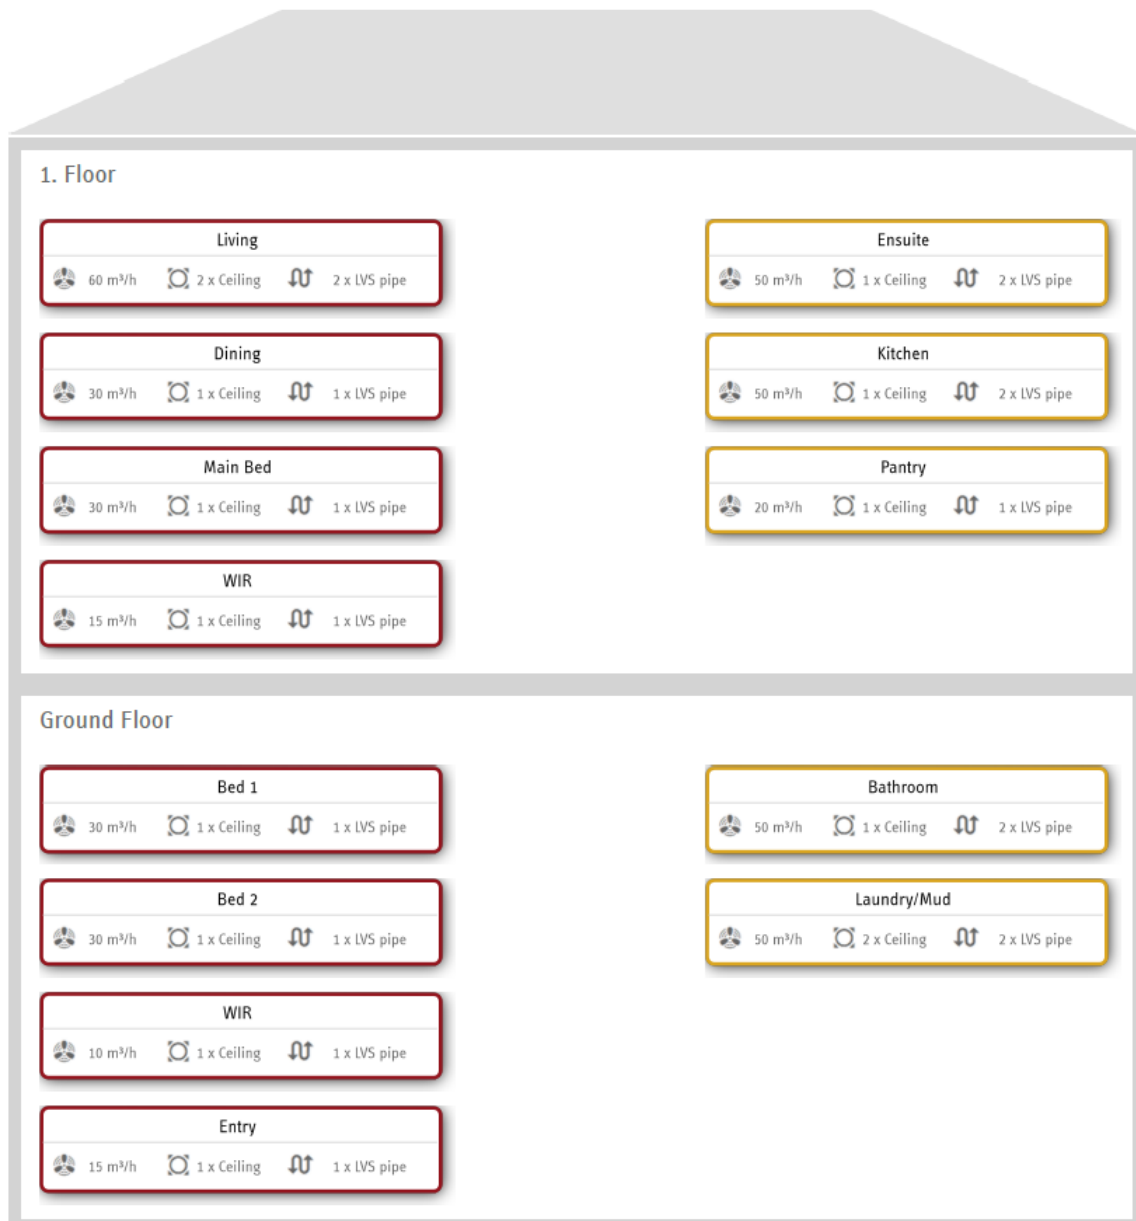 1. Floor
Living
60 m³/h 2 x Ceiling 2 x LVS pipe
Dining
30 m³/h 1 x Ceiling 1 x LVS pipe
Main Bed
30 m³/h 1 x Ceiling 1 x LVS pipe
WIR
15 m³/h 1 x Ceiling 1 x LVS pipe
Ensuite
50 m³/h 1 x Ceiling 2 x LVS pipe
Kitchen
50 m³/h 1 x Ceiling 2 x LVS pipe
Pantry
20 m³/h 1 x Ceiling 1 x LVS pipe
Ground Floor
Bed 1
30 m³/h 1 x Ceiling 1 x LVS pipe
Bed 2
30 m³/h 1 x Ceiling 1 x LVS pipe
WIR
10 m³/h 1 x Ceiling 1 x LVS pipe
Entry
15 m³/h 1 x Ceiling 1 x LVS pipe
Bathroom
50 m³/h 1 x Ceiling 2 x LVS pipe
Laundry/Mud
50 m³/h 2 x Ceiling 2 x LVS pipe